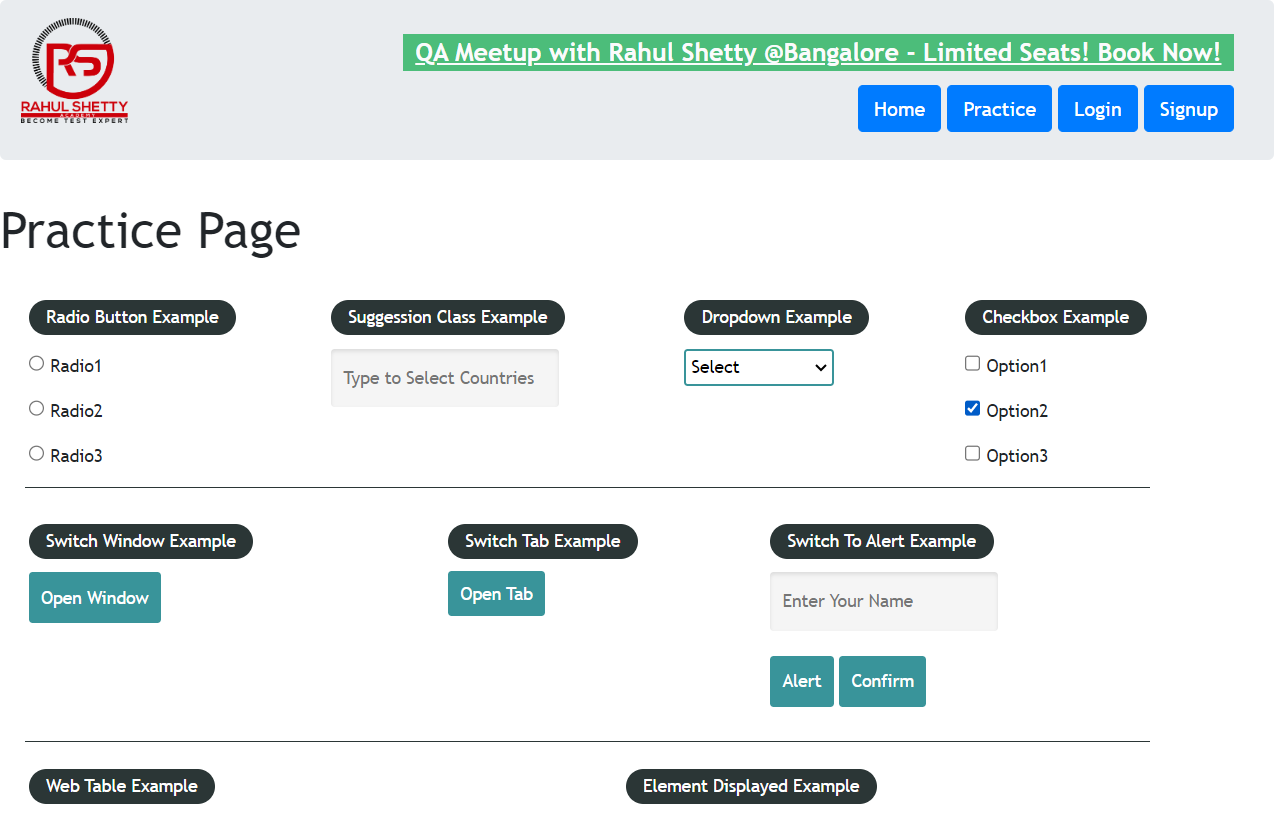 RS
RAHUL SHETTY
ACADEMY
BECOME TEST EXPERT
QA Meetup with Rahul Shetty @Bangalore - Limited Seats! Book Now!
Home Practice Login Signup
Practice Page
Radio Button Example
Radio1
Radio2
Radio3
Suggession Class Example
Type to Select Countries
Dropdown Example
Select
Checkbox Example
Option1
Option2
Option3
Switch Window Example
Open Window
Switch Tab Example
Open Tab
Switch To Alert Example
Enter Your Name
Alert Confirm
Web Table Example
Element Displayed Example